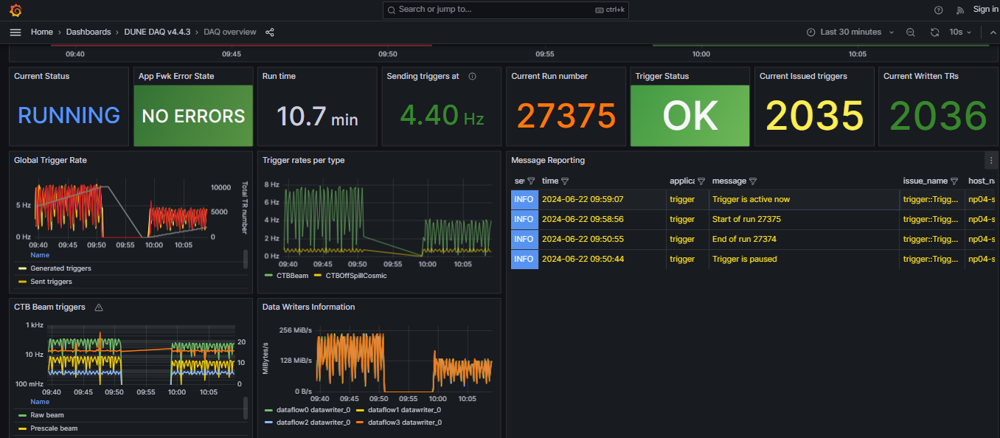 Search or jump to... ctrl+k Sign in
Home › Dashboards › DUNE DAQ v4.4.3 › DAQ overview Last 30 minutes 10s
09:40 09:45 09:50 09:55 10:00 10:05
Current Status App Fwk Error State Run time Sending triggers at Current Run number Trigger Status Current Issued triggers Current Written TRs
RUNNING NO ERRORS 10.7 min 4.40 Hz 27375 OK 2035 2036
Global Trigger Rate
10000
5 Hz 5000
0 Hz 0
Total TR number
09:40 09:45 09:50 09:55 10:00 10:05
Name
Generated triggers
Sent triggers
Trigger rates per type
8 Hz
6 Hz
4 Hz
2 Hz
0 Hz
09:40 09:45 09:50 09:55 10:00 10:05
CTBBeam CTBOffSpillCosmic
Message Reporting
sev time applica message issue_name host_na
INFO 2024-06-22 09:59:07 trigger Trigger is active now trigger::Trigg... np04-s
INFO 2024-06-22 09:58:56 trigger Start of run 27375 trigger::Trigg... np04-s
INFO 2024-06-22 09:50:55 trigger End of run 27374 trigger::Trigg... np04-s
INFO 2024-06-22 09:50:44 trigger Trigger is paused trigger::Trigg... np04-s
CTB Beam triggers
1 kHz
20
10 Hz
10
100 mHz 0
09:40 09:45 09:50 09:55 10:00 10:05
Name
Raw beam
Prescale beam
Data Writers Information
MiBytes/s
256 MiB/s
128 MiB/s
0 B/s
09:40 09:45 09:50 09:55 10:00 10:05
dataflow0 datawriter_0 dataflow1 datawriter_0
dataflow2 datawriter_0 dataflow3 datawriter_0